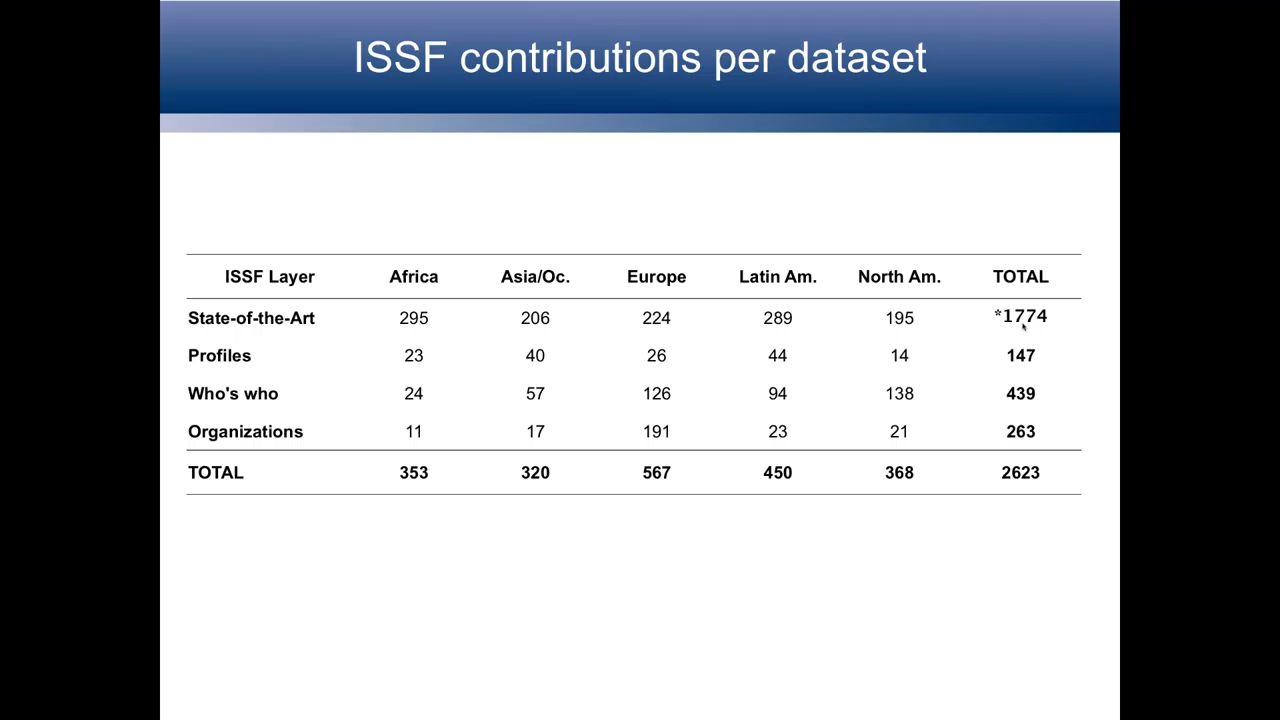 ISSF contributions per dataset
ISSF Layer Africa Asia/Oc. Europe Latin Am. North Am. TOTAL
State-of-the-Art 295 206 224 289 195 *1774
Profiles 23 40 26 44 14 147
Who's who 24 57 126 94 138 439
Organizations 11 17 191 23 21 263
TOTAL 353 320 567 450 368 2623